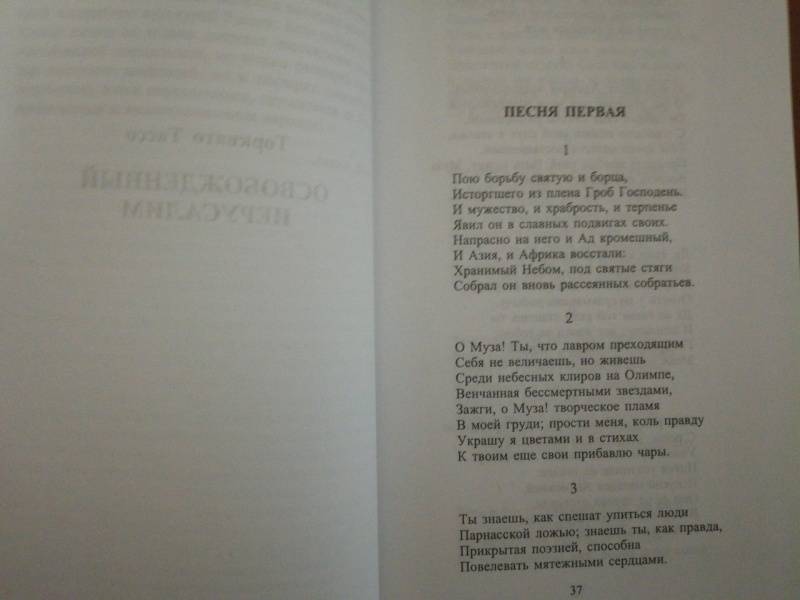 Торквато Тассо
ОСВОБОЖДЕННЫЙ
ИЕРУСАЛИМ
ПЕСНЯ ПЕРВАЯ
1
Пою борьбу святую и борца,
Исторгшего из плена Гроб Господень.
И мужество, и храбрость, и терпенье
Явил он в славных подвигах своих.
Напрасно на него и Ад кромешный,
И Азия, и Африка восстали:
Хранимый Небом, под святые стяги
Собрал он вновь рассеянных собратьев.
2
О Муза! Ты, что лавром преходящим
Себя не величаешь, но живешь
Среди небесных клиров на Олимпе,
Венчанная бессмертными звездами,
Зажги, о Муза! творческое пламя
В моей груди; прости меня, коль правду
Украшу я цветами и в стихах
К твоим еще свои прибавлю чары.
3
Ты знаешь, как спешат упиться люди
Парнасской ложью; знаешь ты, как правда,
Прикрытая поэзией, способна
Повелевать мятежными сердцами.
37